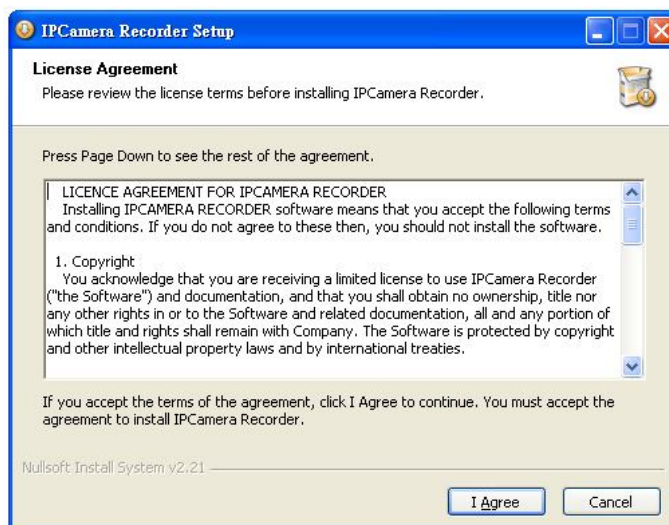 IPCamera Recorder Setup
License Agreement
Please review the license terms before installing IPCamera Recorder.
Press Page Down to see the rest of the agreement.
LICENCE AGREEMENT FOR IPCAMERA RECORDER
Installing IPCAMERA RECORDER software means that you accept the following terms
and conditions. If you do not agree to these then, you should not install the software.
1. Copyright
You acknowledge that you are receiving a limited license to use IPCamera Recorder
("the Software") and documentation, and that you shall obtain no ownership, title nor
any other rights in or to the Software and related documentation, all and any portion of
which title and rights shall remain with Company. The Software is protected by copyright
and other intellectual property laws and by international treaties.
If you accept the terms of the agreement, click I Agree to continue. You must accept the
agreement to install IPCamera Recorder.
Nullsoft Install System v2.21
I Agree
Cancel